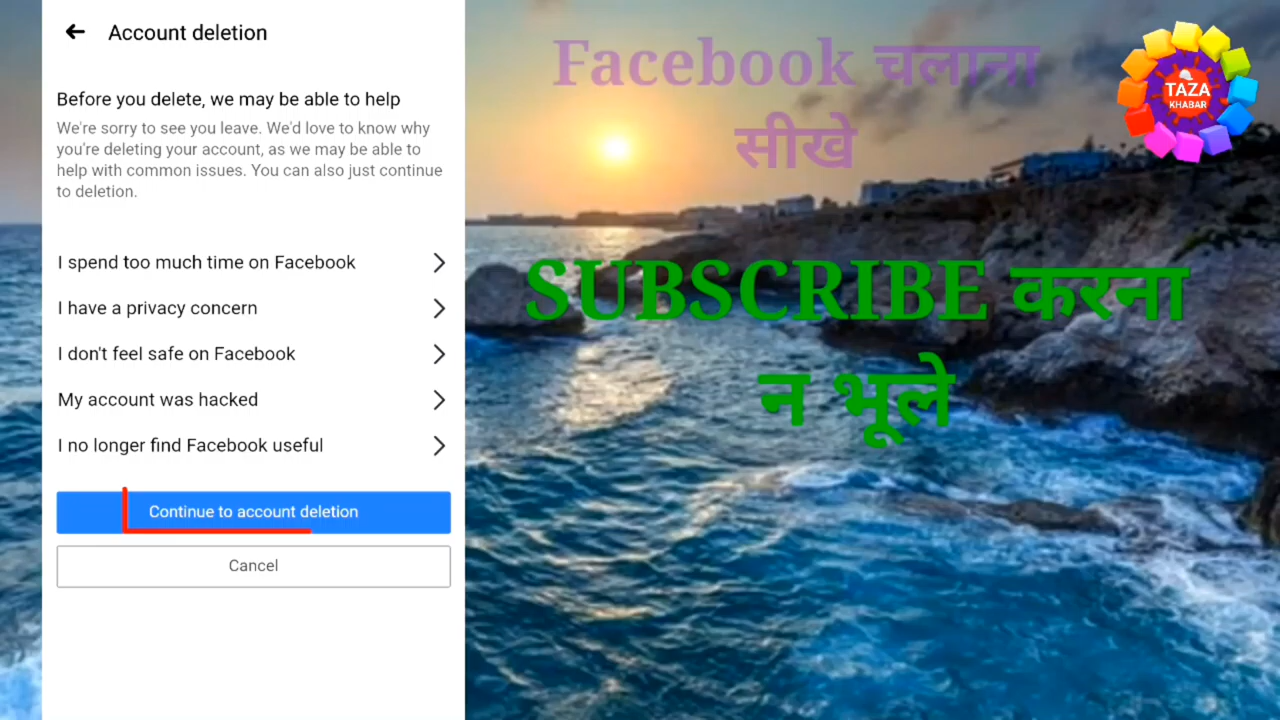 Account deletion
Before you delete, we may be able to help
We're sorry to see you leave. We'd love to know why
you're deleting your account, as we may be able to
help with common issues. You can also just continue
to deletion.
I spend too much time on Facebook
I have a privacy concern
I don't feel safe on Facebook
My account was hacked
I no longer find Facebook useful
Continue to account deletion
Cancel
Facebook चलाना
सीखे
SUBSCRIBE करना
न भूले
TAZA
KHABAR